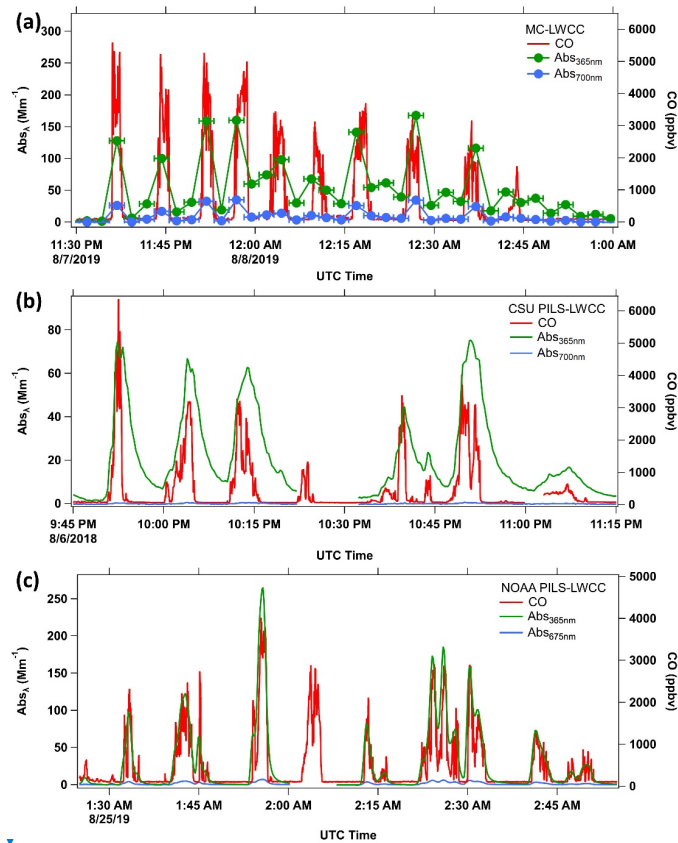 (a)
MC-LWCC
CO
Abs365nm
Abs700nm
300
250
200
150
100
50
0
Absλ (Mm-1)
6000
5000
4000
3000
2000
1000
0
CO (ppbv)
11:30 PM 11:45 PM 12:00 AM 12:15 AM 12:30 AM 12:45 AM 1:00 AM
8/7/2019 8/8/2019
UTC Time
(b)
CSU PILS-LWCC
CO
Abs365nm
Abs700nm
80
60
40
20
0
Absλ (Mm-1)
6000
5000
4000
3000
2000
1000
0
CO (ppbv)
9:45 PM 10:00 PM 10:15 PM 10:30 PM 10:45 PM 11:00 PM 11:15 PM
8/6/2018
UTC Time
(c)
NOAA PILS-LWCC
CO
Abs365nm
Abs675nm
250
200
150
100
50
0
Absλ (Mm-1)
5000
4000
3000
2000
1000
0
CO (ppbv)
1:30 AM 1:45 AM 2:00 AM 2:15 AM 2:30 AM 2:45 AM
8/25/19
UTC Time